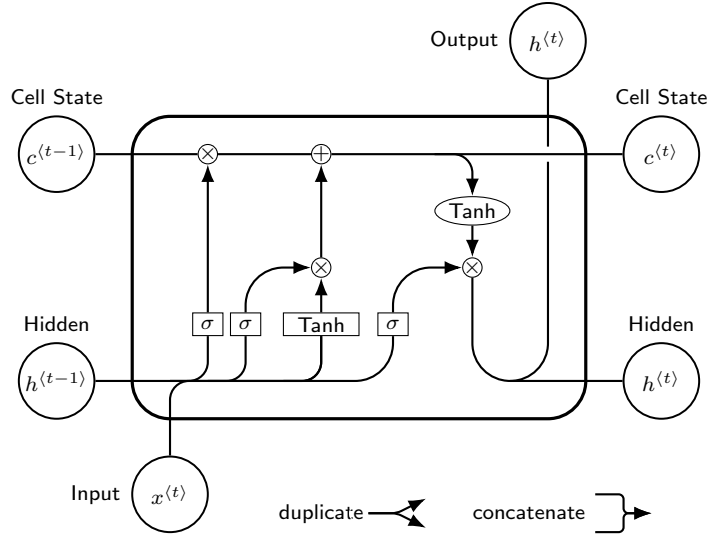 Output
h⟨t⟩
Cell State
Cell State
c⟨t−1⟩
×
+
c⟨t⟩
Tanh
×
×
Hidden
σ
σ
Tanh
σ
Hidden
h⟨t−1⟩
h⟨t⟩
Input
x⟨t⟩
duplicate
concatenate